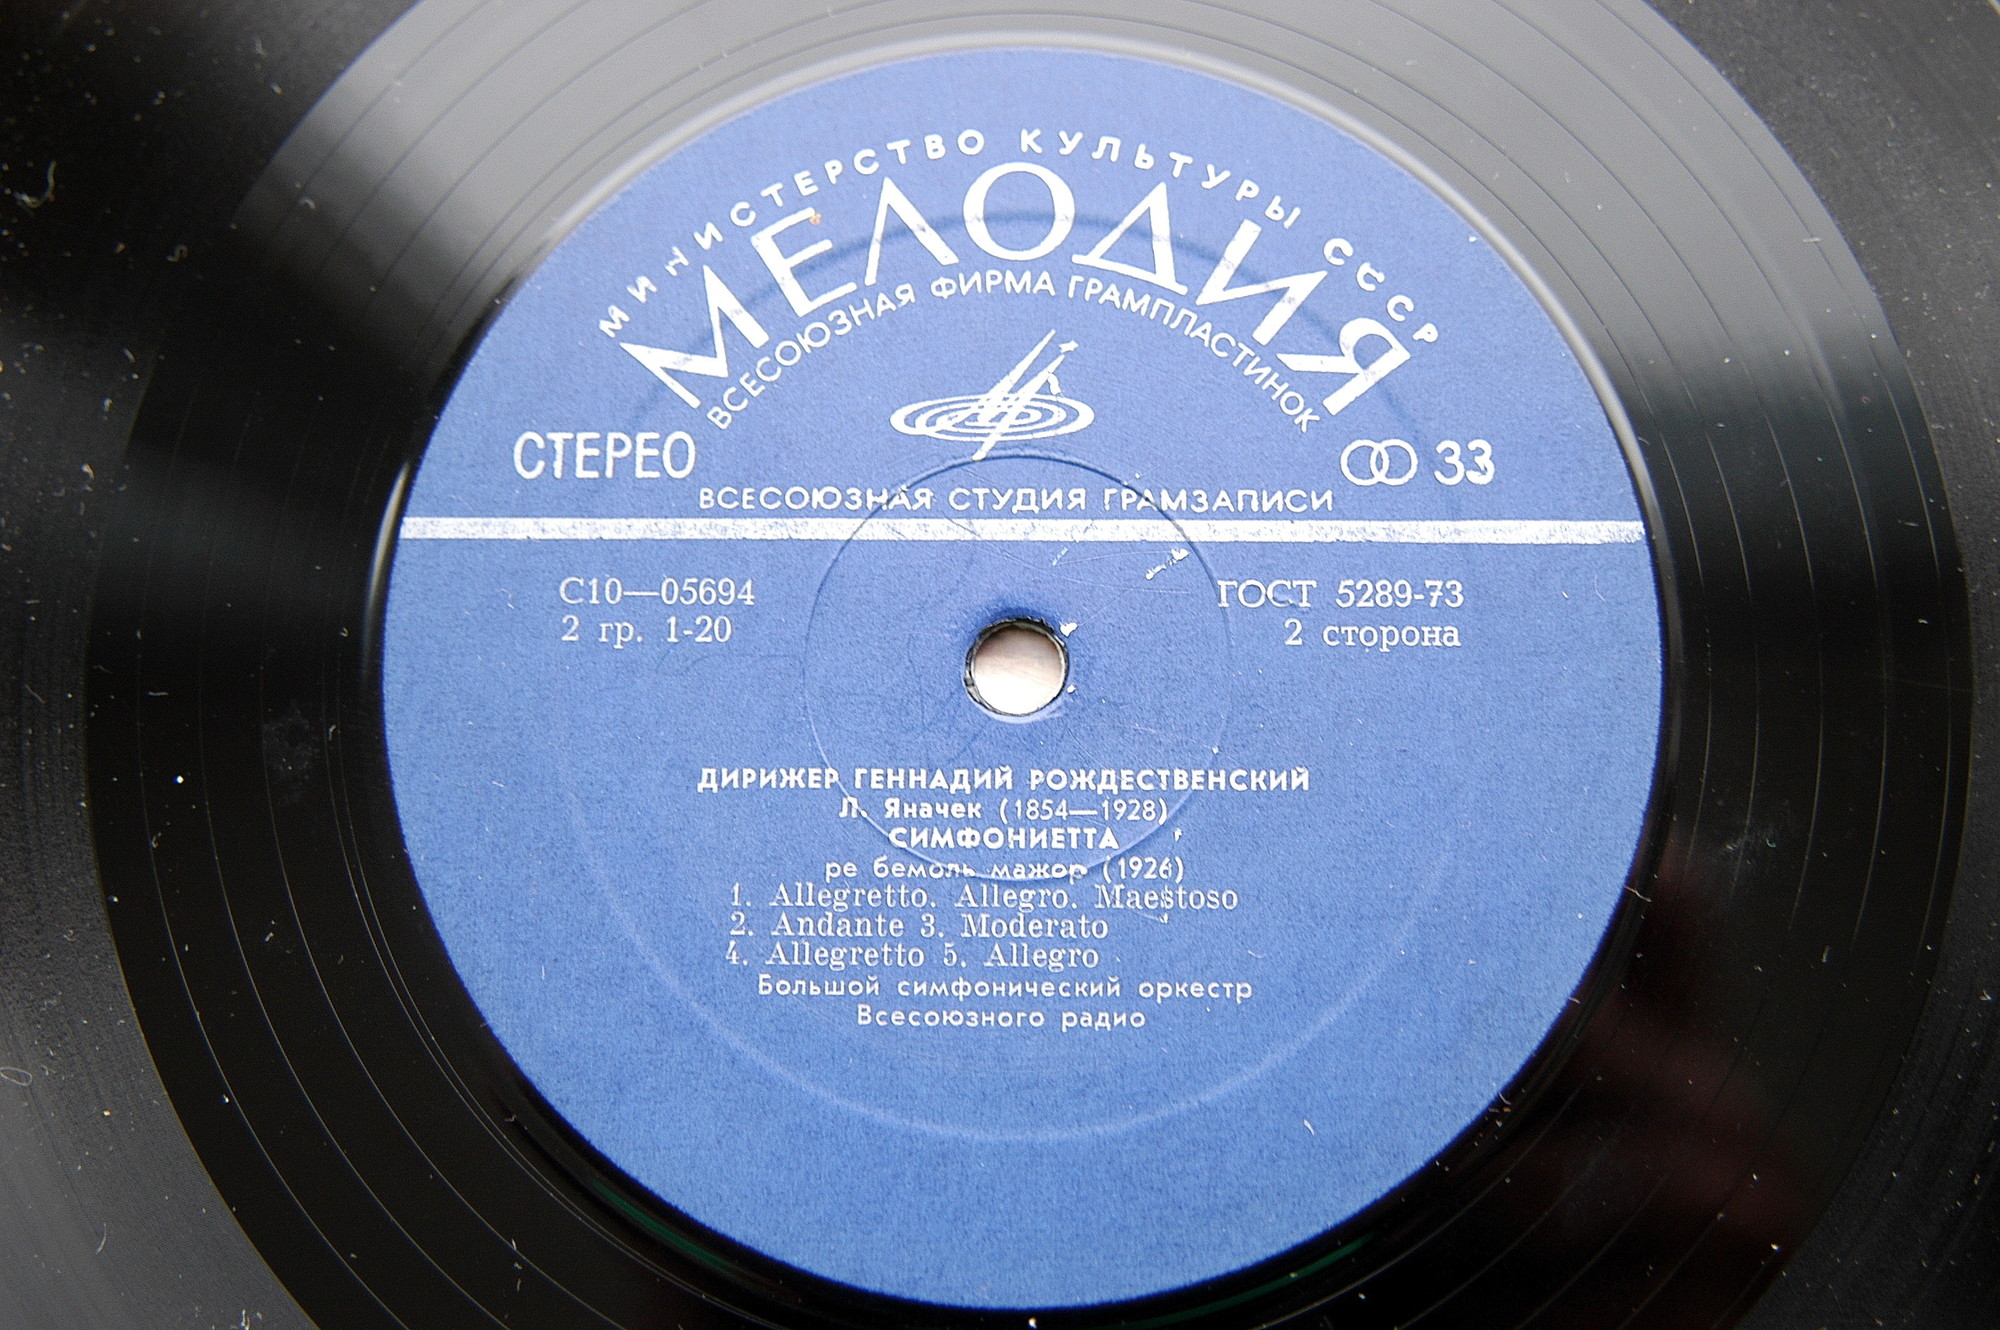 МИНИСТЕРСТВО КУЛЬТУРЫ СССР
МЕЛОДИЯ
ВСЕСОЮЗНАЯ ФИРМА ГРАМПЛАСТИНОК
СТЕРЕО
33
ВСЕСОЮЗНАЯ СТУДИЯ ГРАМЗАПИСИ
С10—05694
ГОСТ 5289-73
2 гр. 1-20
2 сторона
ДИРИЖЕР ГЕННАДИЙ РОЖДЕСТВЕНСКИЙ
Л. Яначек (1854—1928)
СИМФОНИЕТТА
ре бемоль мажор (1926)
1. Allegretto. Allegro. Maestoso
2. Andante 3. Moderato
4. Allegretto 5. Allegro
Большой симфонический оркестр
Всесоюзного радио